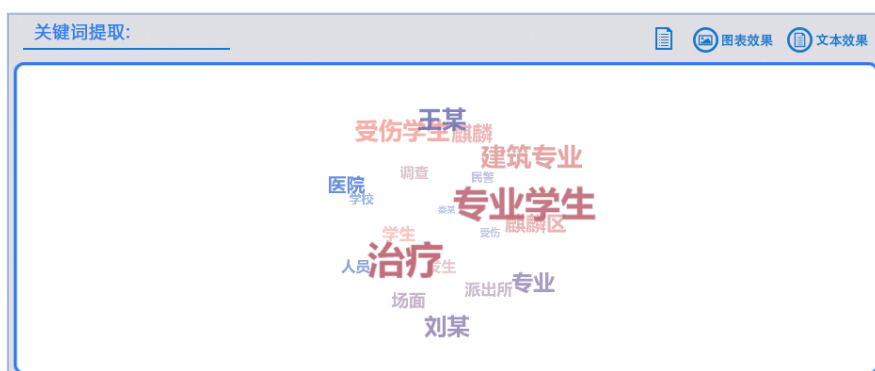 关键词提取:
图表效果 文本效果
王某
受伤学生 麒麟
建筑专业
调查 民警
医院
学校
专业学生
麒麟区
学生 受伤
治疗
人员
专业
派出所
场面
刘某